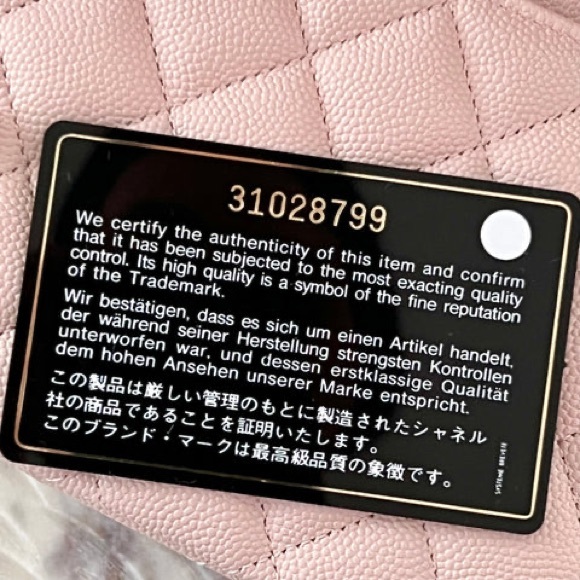 31028799
We certify the authenticity of this item and confirm
that it has been subjected to the most exacting quality
control. Its high quality is a symbol of the fine reputation
of the Trademark.
Wir bestätigen, dass es sich um einen Artikel handelt,
der während seiner Herstellung strengsten Kontrollen
unterworfen war, und dessen erstklassige Qualität
dem hohen Ansehen unserer Marke entspricht.
この製品は厳しい管理のもとに製造されたシャネル
社の商品であることを証明いたします。
このブランド・マークは最高級品質の象徴です。
SYSTEME BREVETE